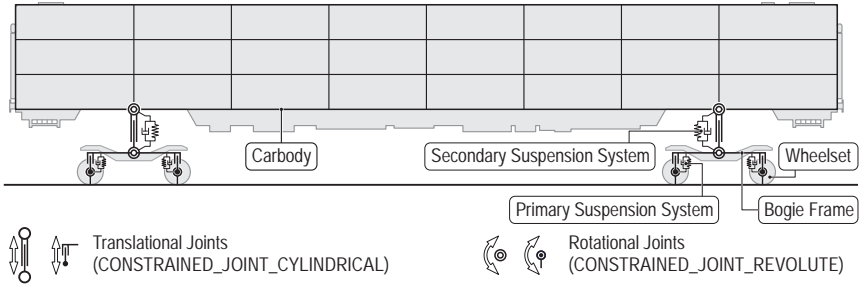 Carbody
Secondary Suspension System
Wheelset
Primary Suspension System
Bogie Frame
Translational Joints
(CONSTRAINED_JOINT_CYLINDRICAL)
Rotational Joints
(CONSTRAINED_JOINT_REVOLUTE)